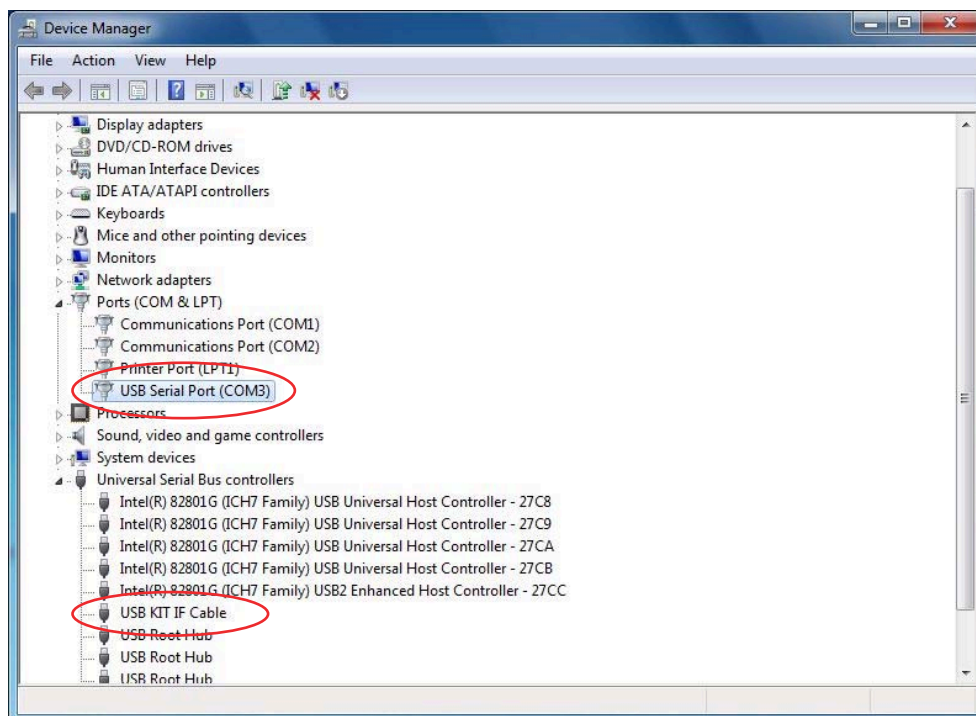 Device Manager
File Action View Help
Display adapters
DVD/CD-ROM drives
Human Interface Devices
IDE ATA/ATAPI controllers
Keyboards
Mice and other pointing devices
Monitors
Network adapters
Ports (COM & LPT)
Communications Port (COM1)
Communications Port (COM2)
Printer Port (LPT1)
USB Serial Port (COM3)
Processors
Sound, video and game controllers
System devices
Universal Serial Bus controllers
Intel(R) 82801G (ICH7 Family) USB Universal Host Controller - 27C8
Intel(R) 82801G (ICH7 Family) USB Universal Host Controller - 27C9
Intel(R) 82801G (ICH7 Family) USB Universal Host Controller - 27CA
Intel(R) 82801G (ICH7 Family) USB Universal Host Controller - 27CB
Intel(R) 82801G (ICH7 Family) USB2 Enhanced Host Controller - 27CC
USB KIT IF Cable
USB Root Hub
USB Root Hub
USB Root Hub